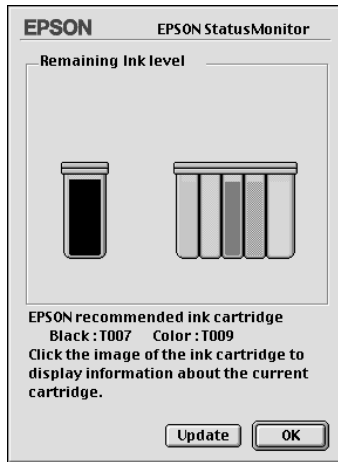 EPSON EPSON StatusMonitor
Remaining Ink level
EPSON recommended ink cartridge
Black : T007 Color : T009
Click the image of the ink cartridge to
display information about the current
cartridge.
Update OK